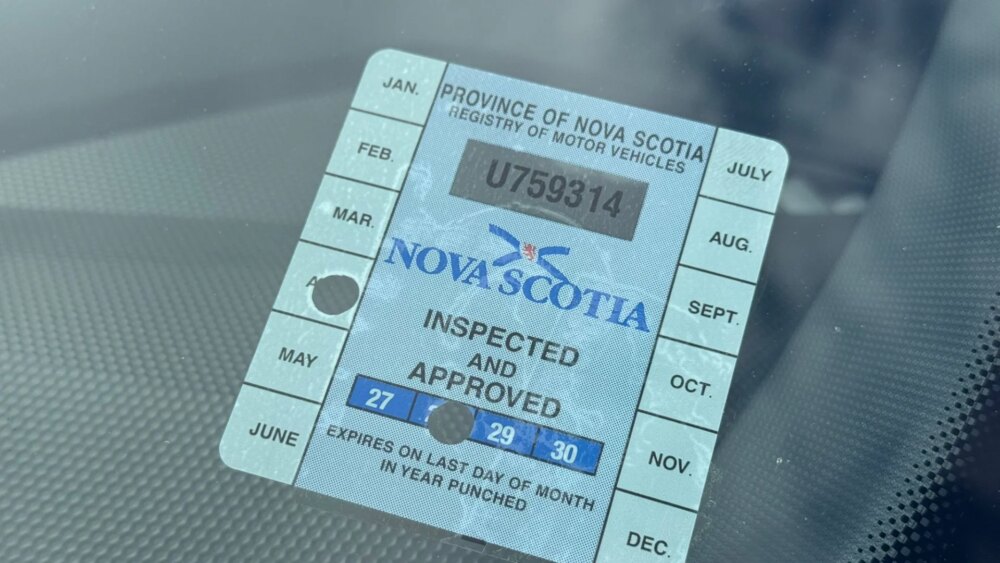 JAN.
FEB.
MAR.
MAY
JUNE
PROVINCE OF NOVA SCOTIA
REGISTRY OF MOTOR VEHICLES
U759314
NOVA SCOTIA
INSPECTED
AND
APPROVED
27 29 30
EXPIRES ON LAST DAY OF MONTH
IN YEAR PUNCHED
JULY
AUG.
SEPT.
OCT.
NOV.
DEC.